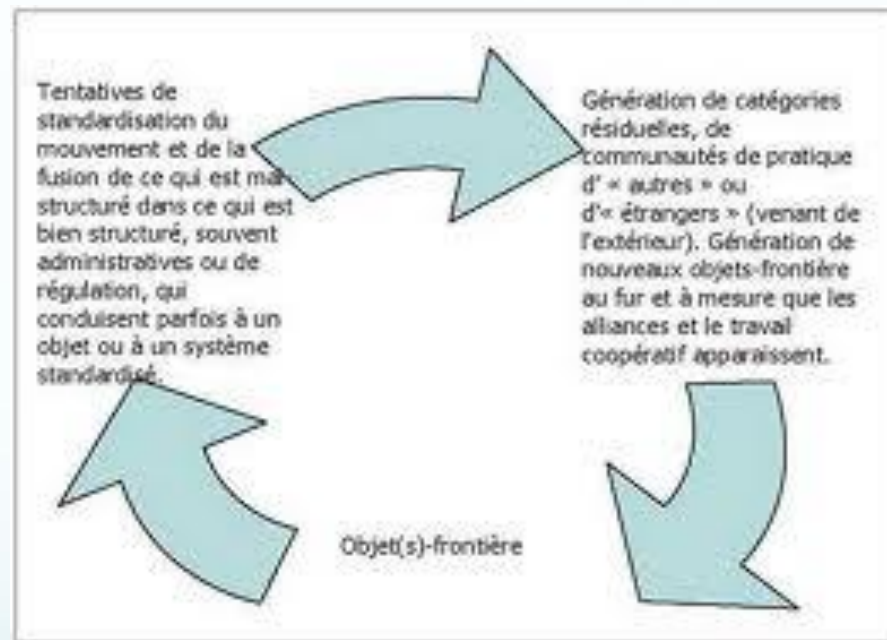 Tentatives de
standardisation du
mouvement et de la
fusion de ce qui est mal
structuré dans ce qui est
bien structuré, souvent
administratives ou de
régulation, qui
conduisent parfois à un
objet ou à un système
standardisé.
Génération de catégories
résiduelles, de
communautés de pratique
d' « autres » ou
d'« étrangers » (venant de
l'extérieur). Génération de
nouveaux objets-frontière
au fur et à mesure que les
alliances et le travail
coopératif apparaissent.
Objet(s)-frontière